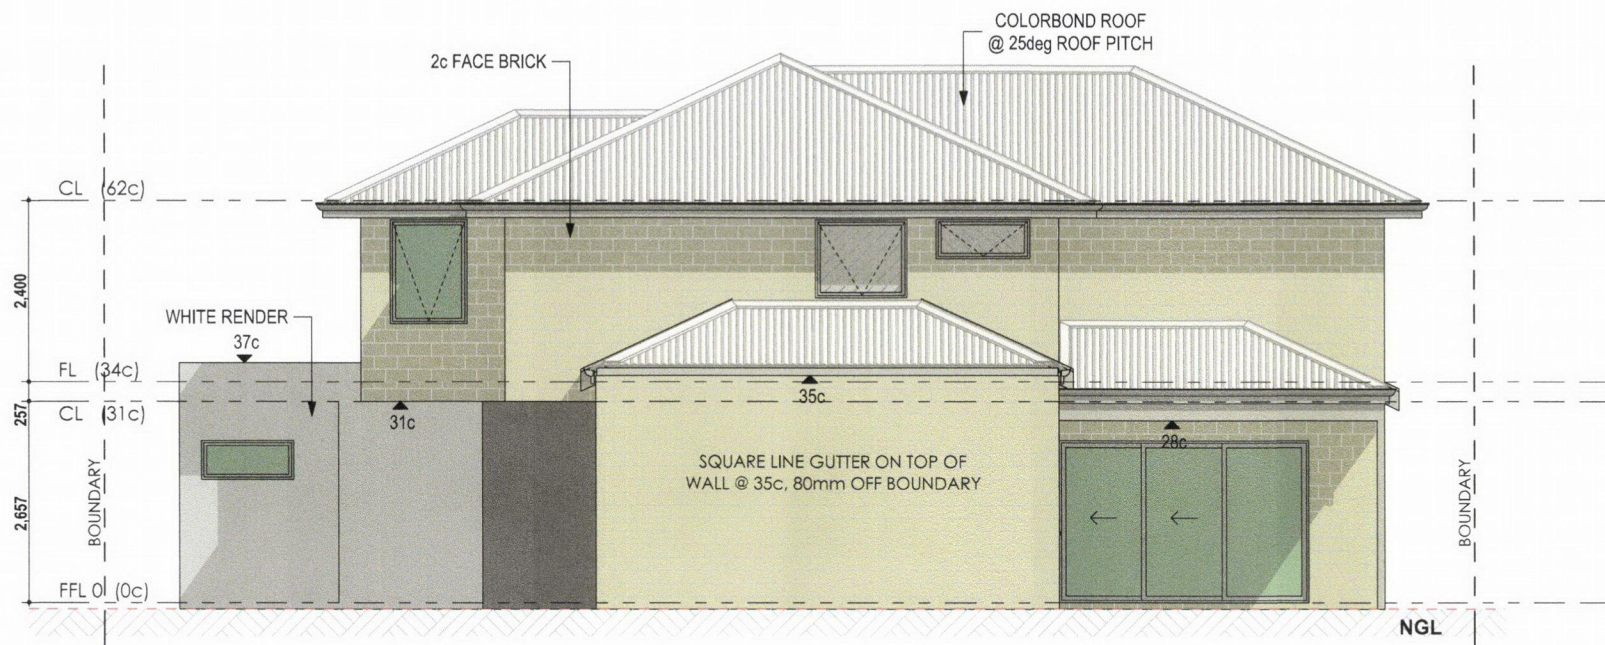 COLORBOND ROOF
@ 25deg ROOF PITCH
2c FACE BRICK
CL (62c)
2,400
WHITE RENDER
37c
FL (34c)
257
CL (31c)
31c
35c
28c
SQUARE LINE GUTTER ON TOP OF
WALL @ 35c, 80mm OFF BOUNDARY
2,657
BOUNDARY
BOUNDARY
FFL 0 (0c)
NGL